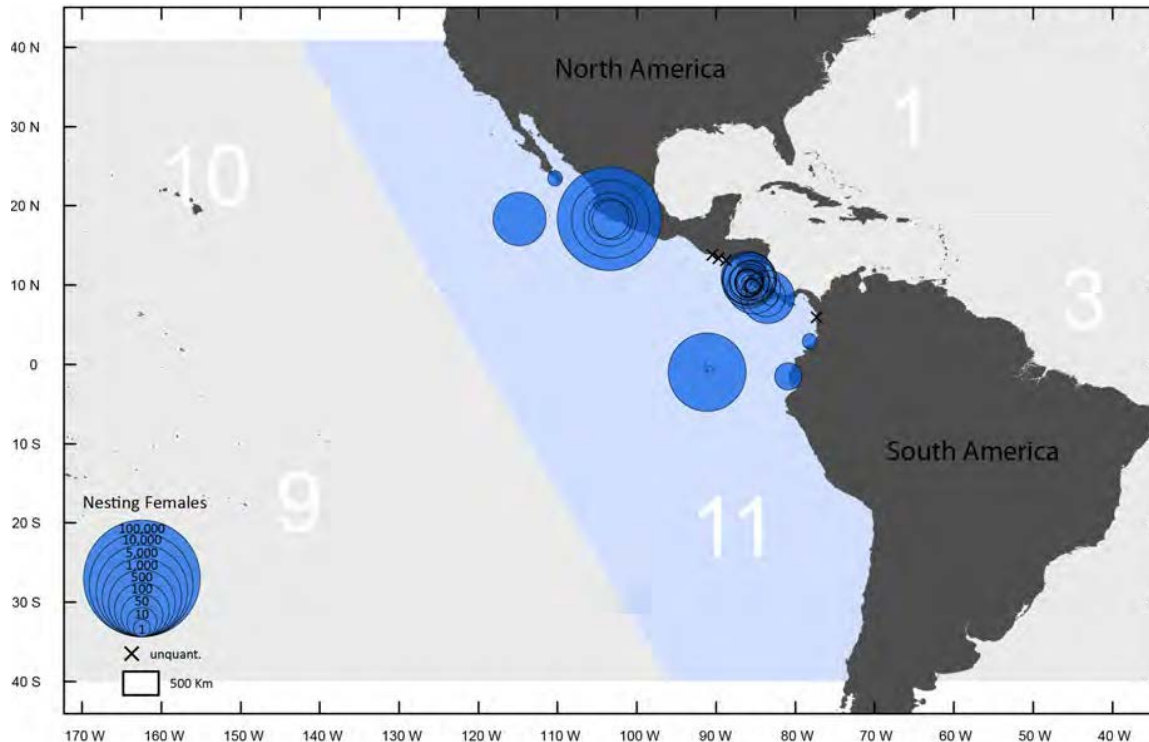 40 N
30 N
20 N
10 N
0
10 S
20 S
30 S
40 S
North America
1
10
3
South America
9
11
Nesting Females
100,000
10,000
5,000
1,000
500
100
50
10
1
unquant.
500 Km
170 W 160 W 150 W 140 W 130 W 120 W 110 W 100 W 90 W 80 W 70 W 60 W 50 W 40 W